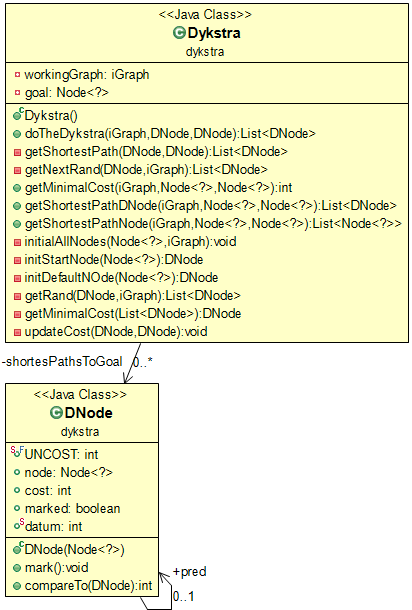 <<Java Class>>
Dykstra
dykstra
workingGraph: iGraph
goal: Node<?>
Dykstra()
doTheDykstra(iGraph,DNode,DNode):List<DNode>
getShortestPath(DNode,DNode):List<DNode>
getNextRand(DNode,iGraph):List<DNode>
getMinimalCost(iGraph,Node<?>,Node<?>):int
getShortestPathDNode(iGraph,Node<?>,Node<?>):List<DNode>
getShortestPathNode(iGraph,Node<?>,Node<?>):List<Node<?>>
initialAllNodes(Node<?>,iGraph):void
initStartNode(Node<?>):DNode
initDefaultNOde(Node<?>):DNode
getRand(DNode,iGraph):List<DNode>
getMinimalCost(List<DNode>):DNode
updateCost(DNode,DNode):void
-shortesPathsToGoal 0..*
<<Java Class>>
DNode
dykstra
UNCOST: int
node: Node<?>
cost: int
marked: boolean
datum: int
DNode(Node<?>)
mark():void
compareTo(DNode):int
+pred
0..1